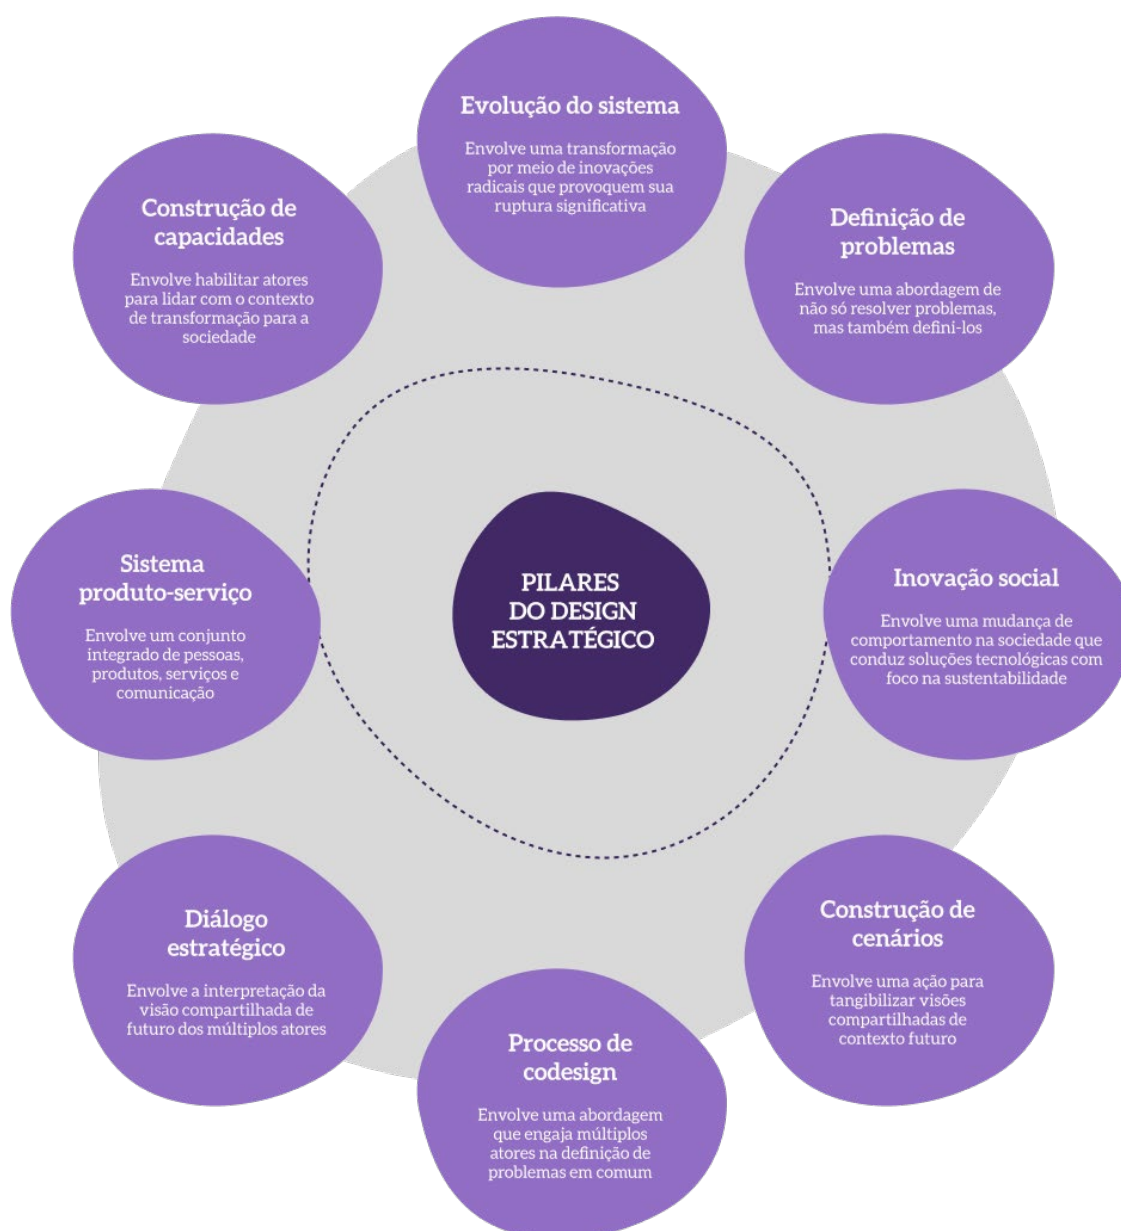 Evolução do sistema
Envolve uma transformação
por meio de inovações
radicais que provoquem sua
ruptura significativa
Construção de
capacidades
Envolve habilitar atores
para lidar com o contexto
de transformação para a
sociedade
Definição de
problemas
Envolve uma abordagem de
não só resolver problemas,
mas também defini-los
Sistema
produto-serviço
Envolve um conjunto
integrado de pessoas,
produtos, serviços e
comunicação
PILARES
DO DESIGN
ESTRATÉGICO
Inovação social
Envolve uma mudança de
comportamento na sociedade que
conduz soluções tecnológicas com
foco na sustentabilidade
Diálogo
estratégico
Envolve a interpretação da
visão compartilhada de
futuro dos múltiplos atores
Construção de
cenários
Envolve uma ação para
tangibilizar visões
compartilhadas de
contexto futuro
Processo de
codesign
Envolve uma abordagem
que engaja múltiplos
atores na definição de
problemas em comum